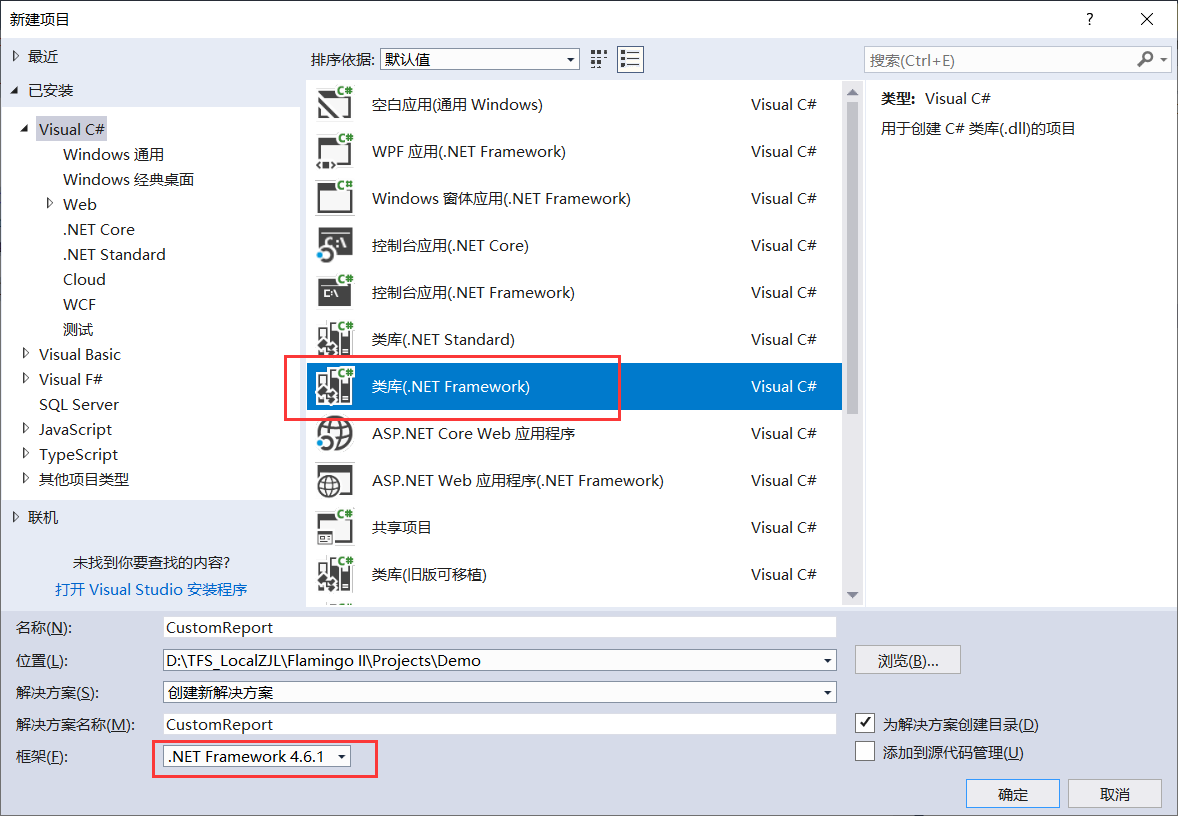 新建项目
?
最近
已安装
Visual C#
Windows 通用
Windows 经典桌面
Web
.NET Core
.NET Standard
Cloud
WCF
测试
Visual Basic
Visual F#
SQL Server
JavaScript
TypeScript
其他项目类型
联机
未找到你要查找的内容?
打开 Visual Studio 安装程序
排序依据: 默认值
空白应用(通用 Windows) Visual C#
WPF 应用(.NET Framework) Visual C#
Windows 窗体应用(.NET Framework) Visual C#
控制台应用(.NET Core) Visual C#
控制台应用(.NET Framework) Visual C#
类库(.NET Standard) Visual C#
类库(.NET Framework) Visual C#
ASP.NET Core Web 应用程序 Visual C#
ASP.NET Web 应用程序(.NET Framework) Visual C#
共享项目 Visual C#
类库(旧版可移植) Visual C#
搜索(Ctrl+E)
类型: Visual C#
用于创建 C# 类库(.dll)的项目
名称(N): CustomReport
位置(L): D:\TFS_LocalZJL\Flamingo II\Projects\Demo 浏览(B)...
解决方案(S): 创建新解决方案
解决方案名称(M): CustomReport 为解决方案创建目录(D)
框架(F): .NET Framework 4.6.1 添加到源代码管理(U)
确定 取消